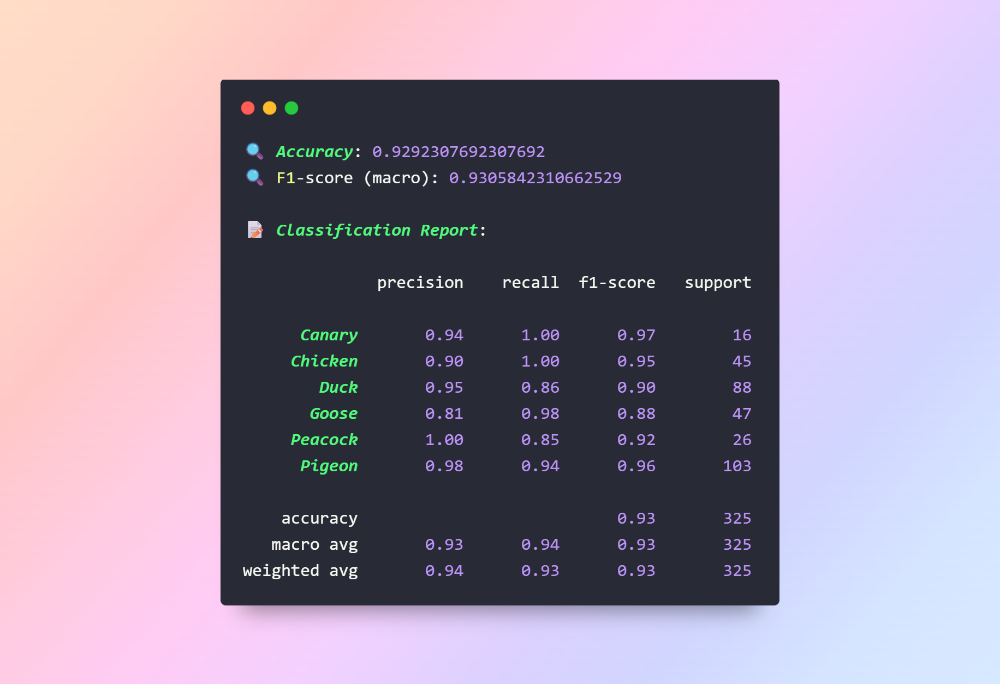 🔍 Accuracy: 0.9292307692307692
🔍 F1-score (macro): 0.9305842310662529
📝 Classification Report:
precision recall f1-score support
Canary 0.94 1.00 0.97 16
Chicken 0.90 1.00 0.95 45
Duck 0.95 0.86 0.90 88
Goose 0.81 0.98 0.88 47
Peacock 1.00 0.85 0.92 26
Pigeon 0.98 0.94 0.96 103
accuracy 0.93 325
macro avg 0.93 0.94 0.93 325
weighted avg 0.94 0.93 0.93 325